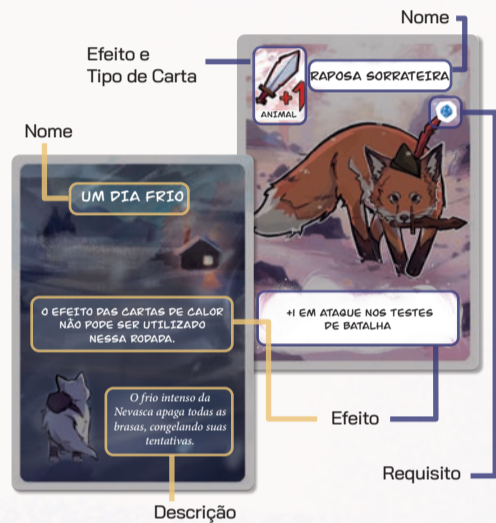 Nome
Efeito e
Tipo de Carta
+1
ANIMAL
RAPOSA SORRATEIRA
Nome
UM DIA FRIO
O EFEITO DAS CARTAS DE CALOR
NÃO PODE SER UTILIZADO
NESSA RODADA.
+1 EM ATAQUE NOS TESTES
DE BATALHA
O frio intenso da
Nevasca apaga todas as
brasas, congelando suas
tentativas.
Efeito
Requisito
Descrição